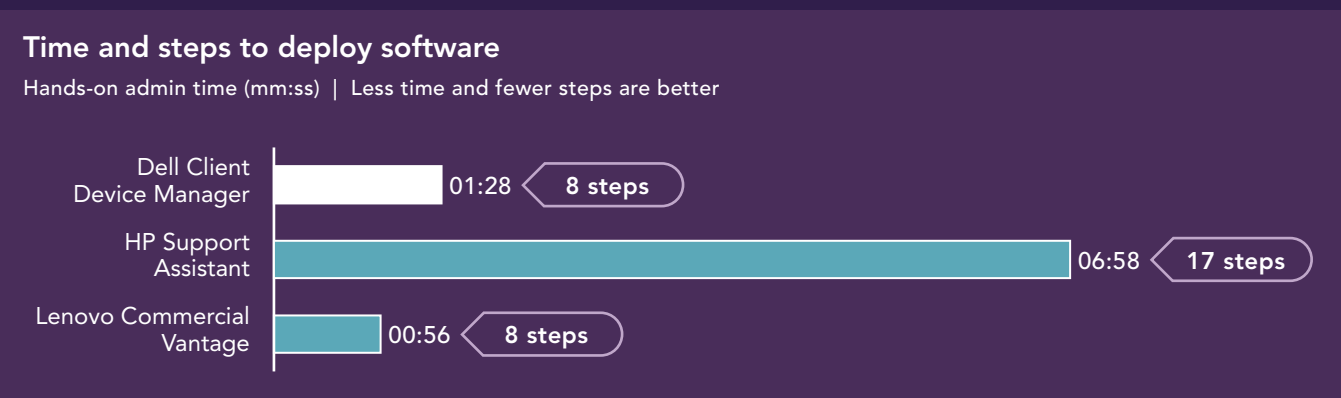 Time and steps to deploy software
Hands-on admin time (mm:ss) | Less time and fewer steps are better
Dell Client
Device Manager
01:28
8 steps
HP Support
Assistant
06:58
17 steps
Lenovo Commercial
Vantage
00:56
8 steps